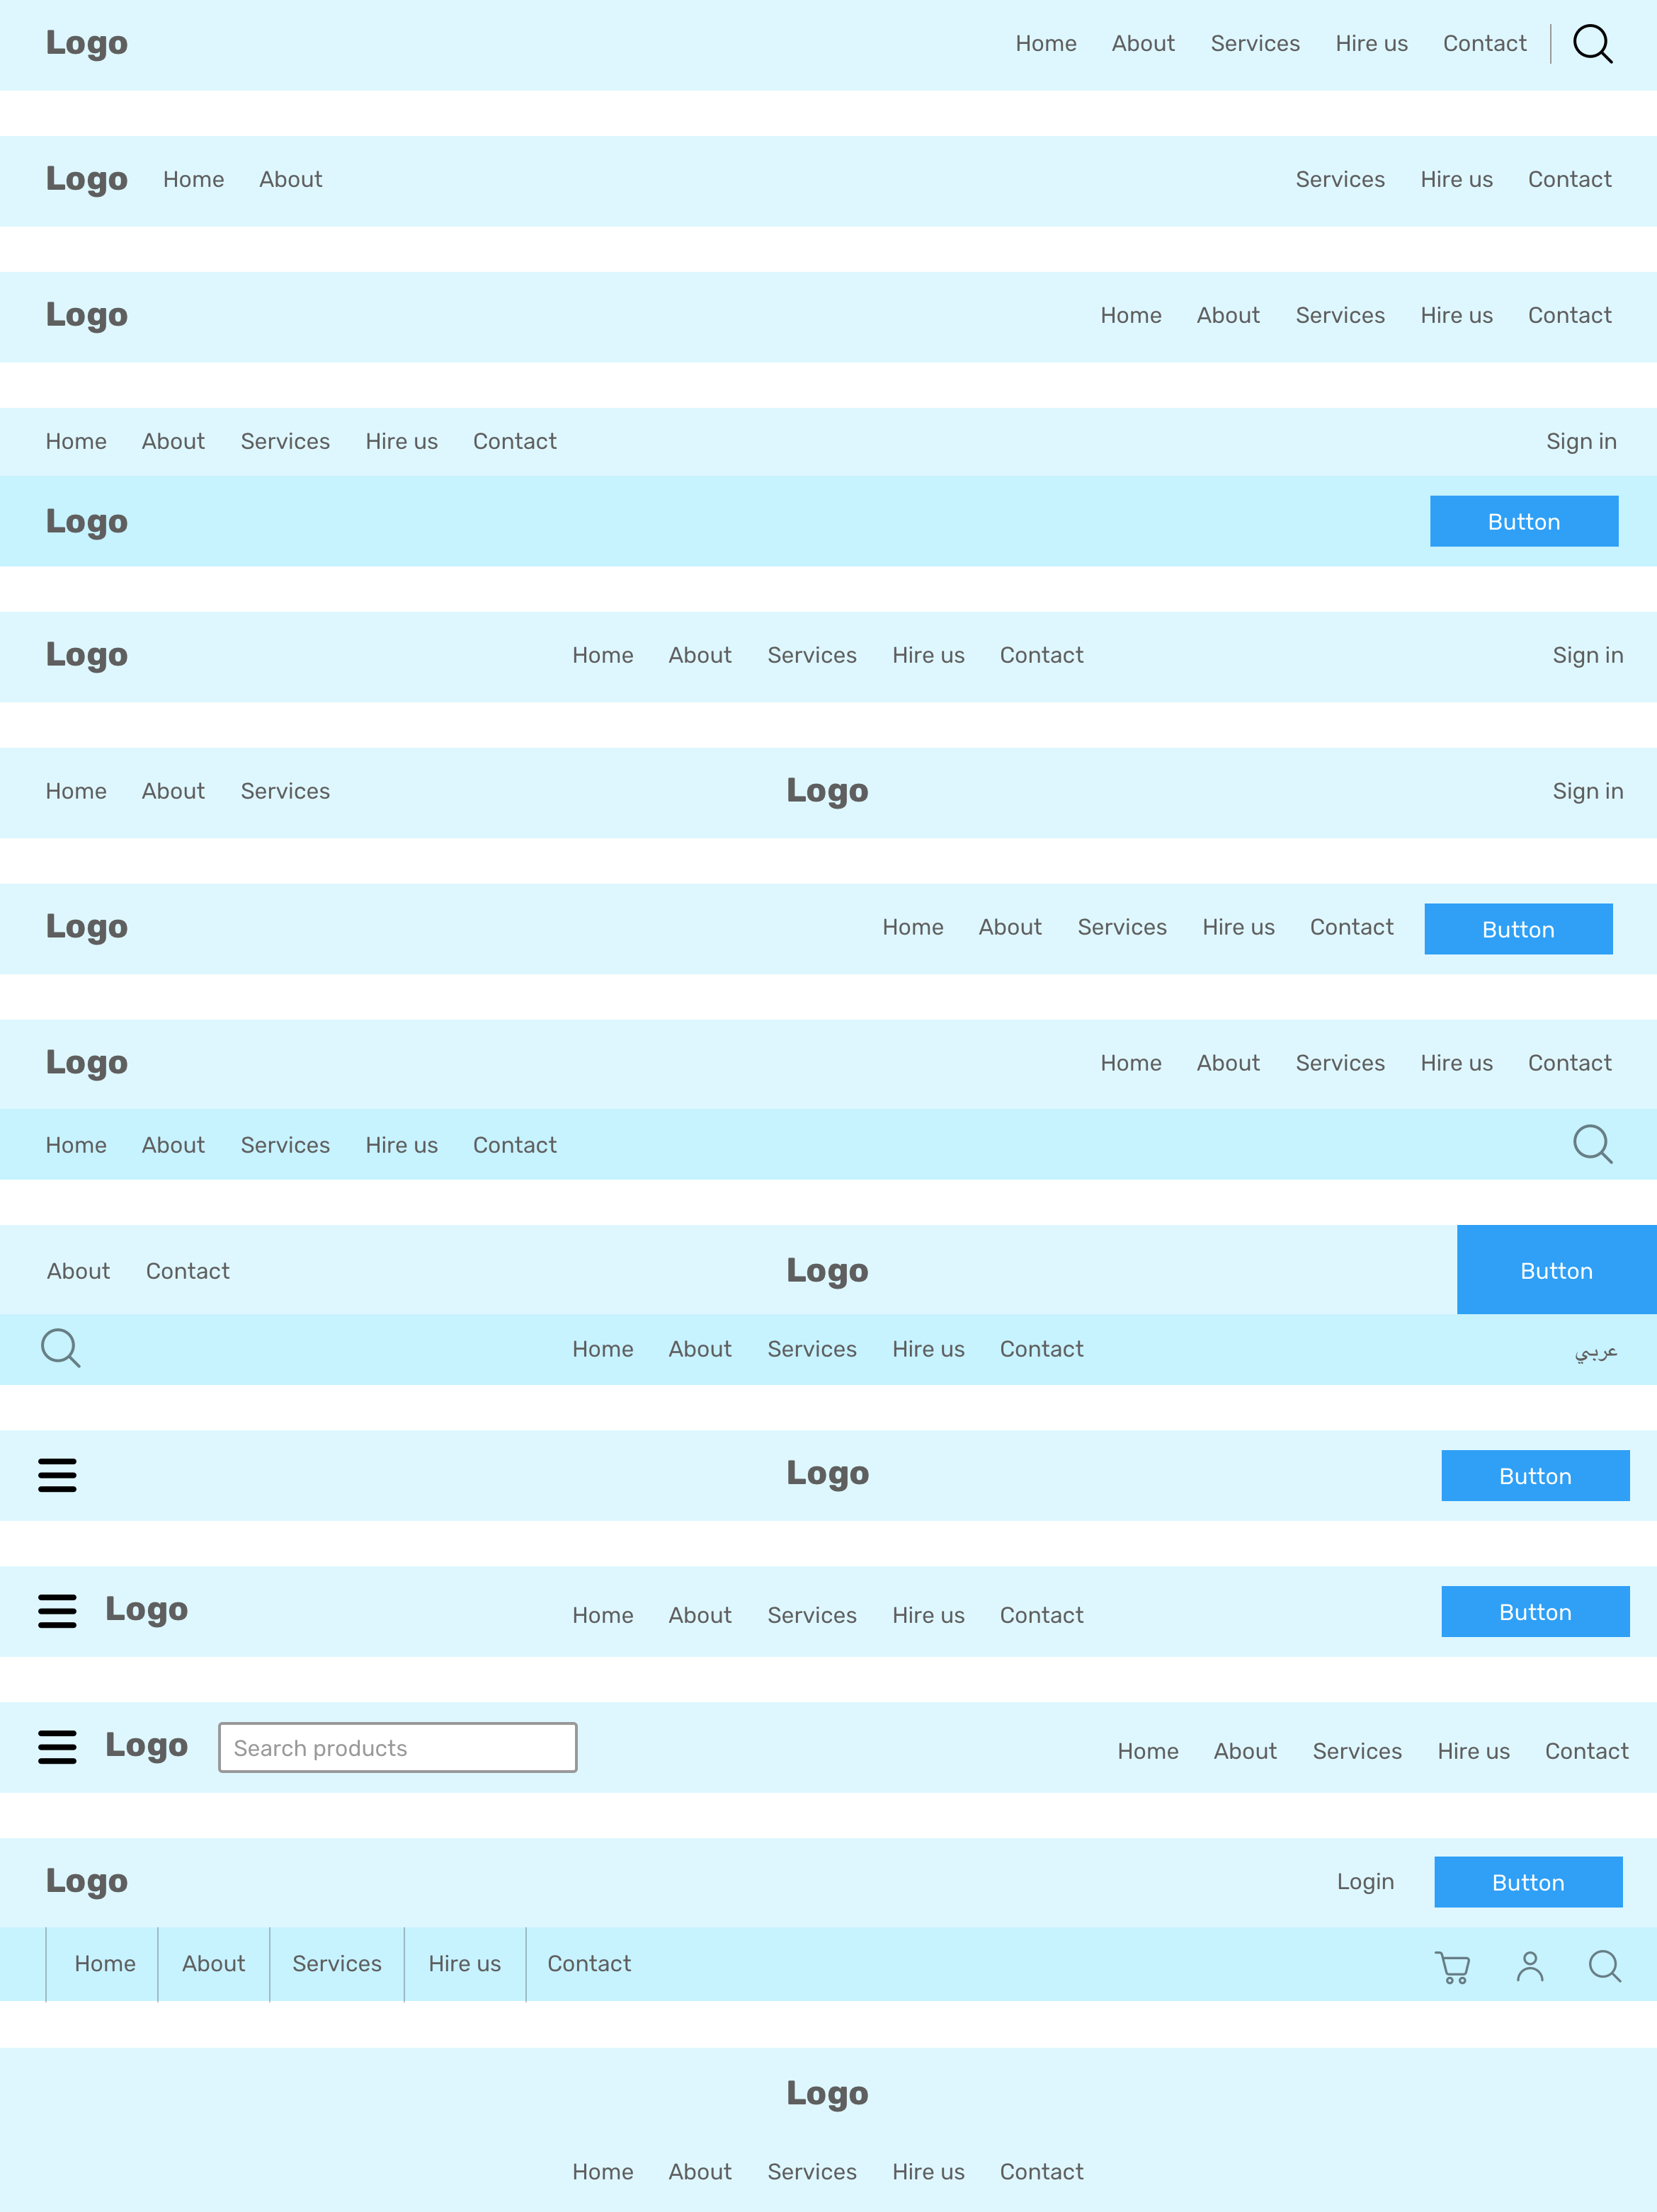 Logo Home About Services Hire us Contact
Logo Home About Services Hire us Contact
Logo Home About Services Hire us Contact
Home About Services Hire us Contact Sign in
Logo Button
Logo Home About Services Hire us Contact Sign in
Home About Services Logo Sign in
Logo Home About Services Hire us Contact Button
Logo Home About Services Hire us Contact
Home About Services Hire us Contact
About Contact Logo Button
Home About Services Hire us Contact عربي
Logo Button
Logo Home About Services Hire us Contact Button
Logo Search products Home About Services Hire us Contact
Logo Login Button
Home About Services Hire us Contact
Logo
Home About Services Hire us Contact